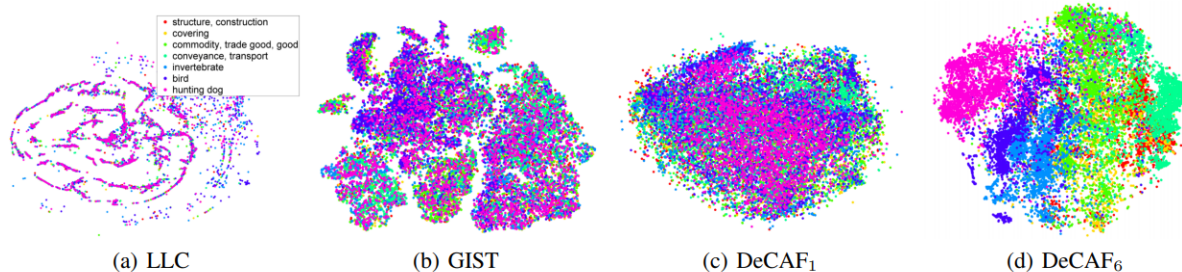 structure, construction
covering
commodity, trade good, good
conveyance, transport
invertebrate
bird
hunting dog
(a) LLC
(b) GIST
(c) DeCAF₁
(d) DeCAF₆